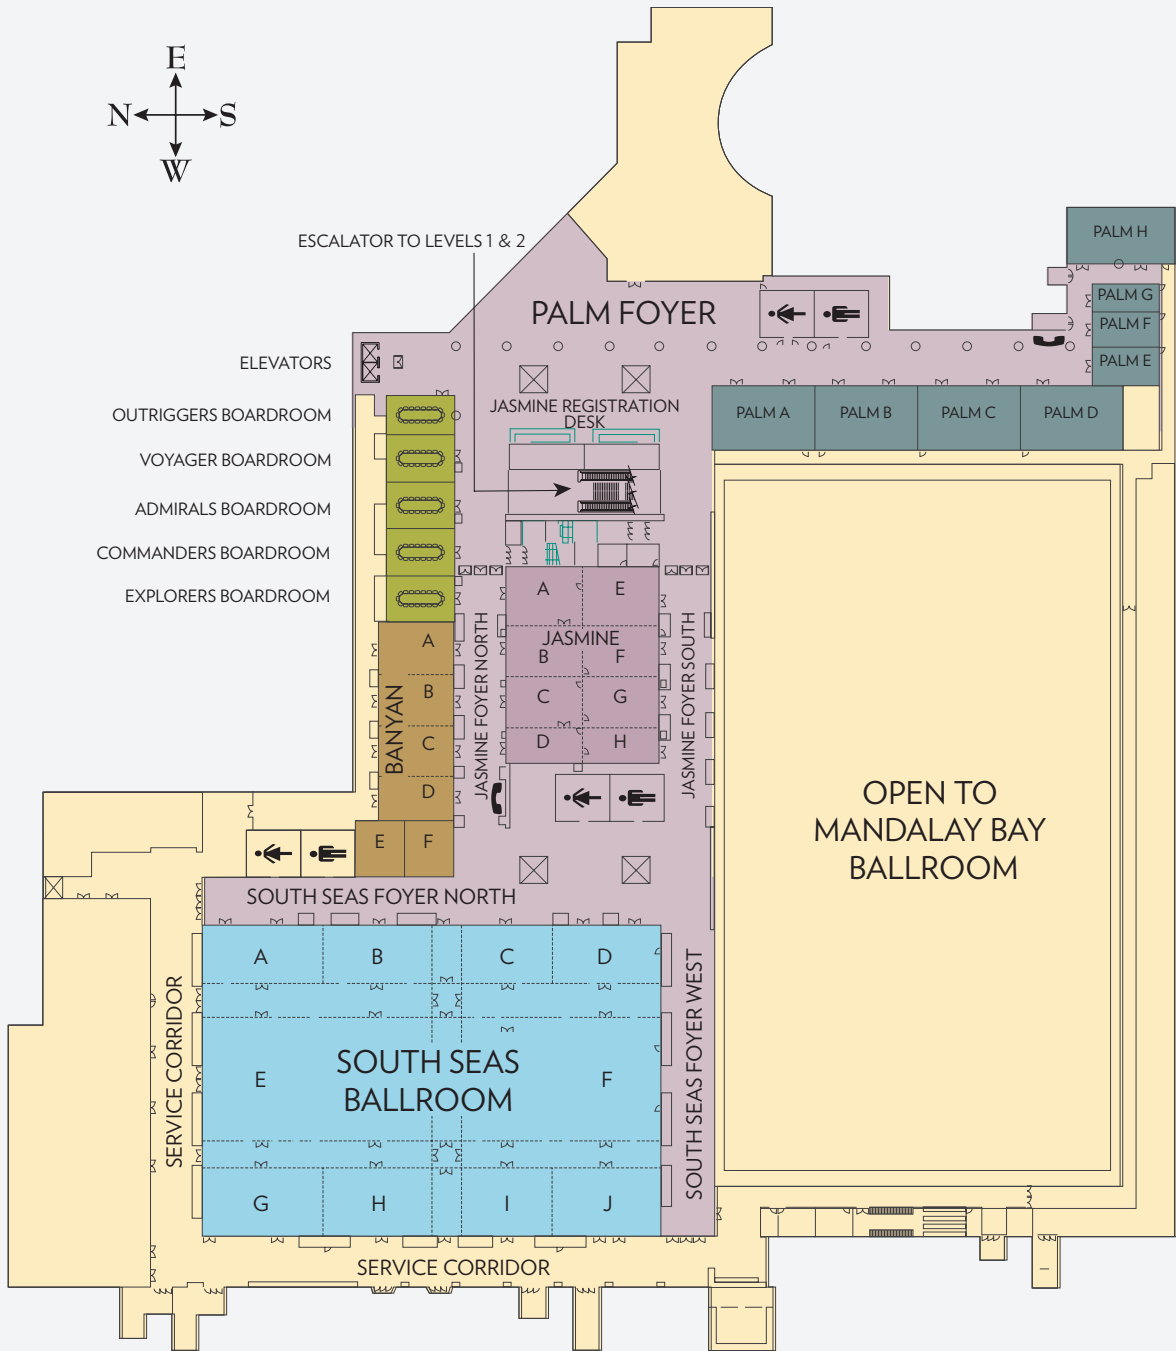 E
N S
W
ESCALATOR TO LEVELS 1 & 2
PALM H
PALM G
PALM FOYER
PALM F
ELEVATORS
PALM E
OUTRIGGERS BOARDROOM
JASMINE REGISTRATION
DESK
PALM A
PALM B
PALM C
PALM D
VOYAGER BOARDROOM
ADMIRALS BOARDROOM
COMMANDERS BOARDROOM
EXPLORERS BOARDROOM
JASMINE
A
E
B
F
C
G
D
H
BANYAN
A
B
C
D
E
F
JASMINE FOYER NORTH
JASMINE FOYER SOUTH
OPEN TO
MANDALAY BAY
BALLROOM
SOUTH SEAS FOYER NORTH
A
B
C
D
SOUTH SEAS
BALLROOM
E
F
G
H
I
J
SERVICE CORRIDOR
SOUTH SEAS FOYER WEST
SERVICE CORRIDOR